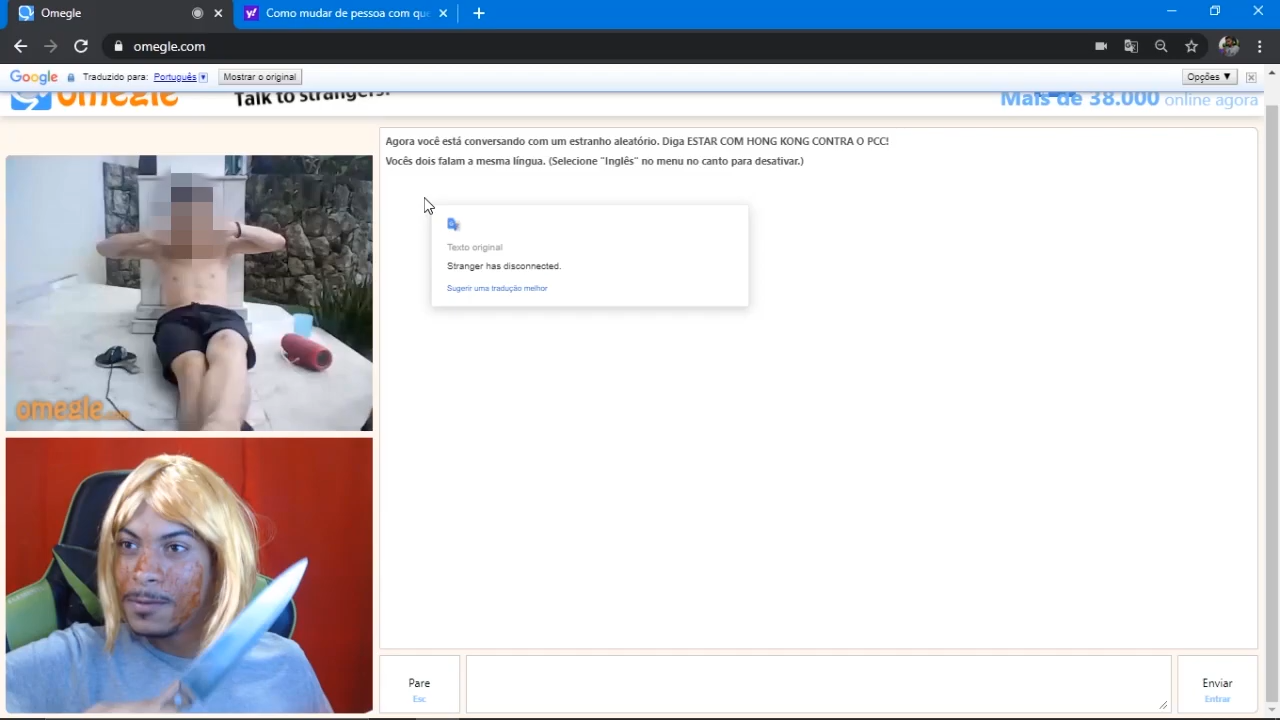 Omegle
Como mudar de pessoa com que
omegle.com
Google
Traduzido para: Português
Mostrar o original
Opções ▼
omegle
Talk to strangers!
Mais de 38.000 online agora
Agora você está conversando com um estranho aleatório. Diga ESTAR COM HONG KONG CONTRA O PCC!
Vocês dois falam a mesma língua. (Selecione "Inglês" no menu no canto para desativar.)
Texto original
Stranger has disconnected.
Sugerir uma tradução melhor
omegle.com
Pare
Esc
Enviar
Entrar